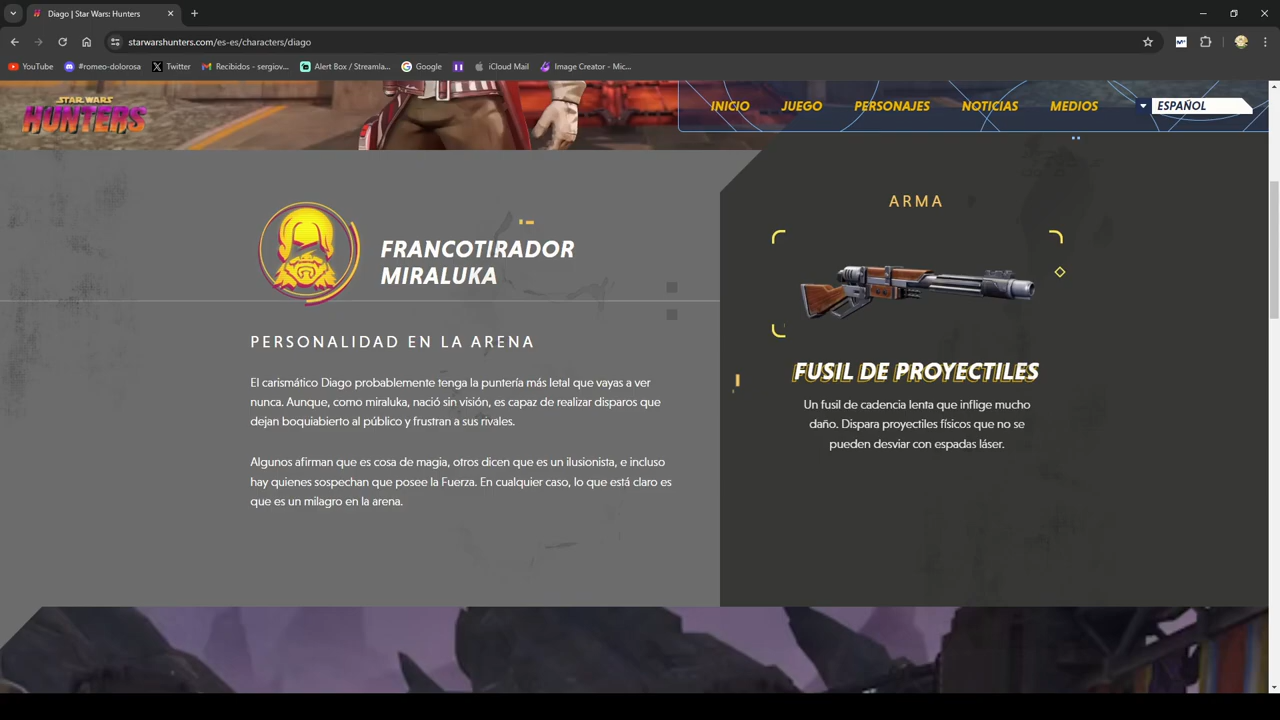 Diago | Star Wars: Hunters
starwarshunters.com/es-es/characters/diago
YouTube #romeo-dolorosa Twitter Recibidos - sergiov... Alert Box / Streamla... Google iCloud Mail Image Creator - Mic...
STAR WARS
HUNTERS
INICIO JUEGO PERSONAJES NOTICIAS MEDIOS ESPAÑOL
FRANCOTIRADOR
MIRALUKA
PERSONALIDAD EN LA ARENA
El carismático Diago probablemente tenga la puntería más letal que vayas a ver
nunca. Aunque, como miraluka, nació sin visión, es capaz de realizar disparos que
dejan boquiabierto al público y frustran a sus rivales.
Algunos afirman que es cosa de magia, otros dicen que es un ilusionista, e incluso
hay quienes sospechan que posee la Fuerza. En cualquier caso, lo que está claro es
que es un milagro en la arena.
ARMA
FUSIL DE PROYECTILES
Un fusil de cadencia lenta que inflige mucho
daño. Dispara proyectiles físicos que no se
pueden desviar con espadas láser.